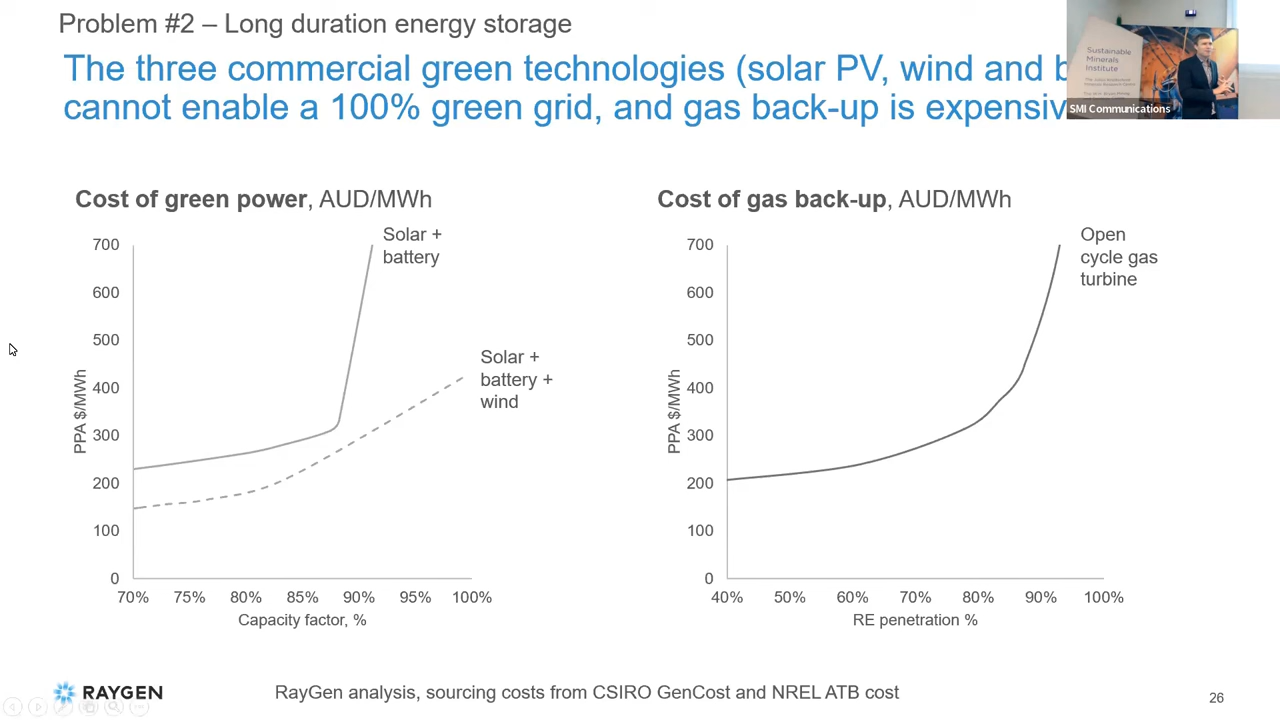 Problem #2 – Long duration energy storage
The three commercial green technologies (solar PV, wind and b
cannot enable a 100% green grid, and gas back-up is expensiv
Sustainable
Minerals
Institute
SMI Communications
Cost of green power, AUD/MWh
PPA $/MWh
700
600
500
400
300
200
100
0
Solar +
battery
Solar +
battery +
wind
70% 75% 80% 85% 90% 95% 100%
Capacity factor, %
Cost of gas back-up, AUD/MWh
PPA $/MWh
700
600
500
400
300
200
100
0
Open
cycle gas
turbine
40% 50% 60% 70% 80% 90% 100%
RE penetration %
RAYGEN
RayGen analysis, sourcing costs from CSIRO GenCost and NREL ATB cost
26